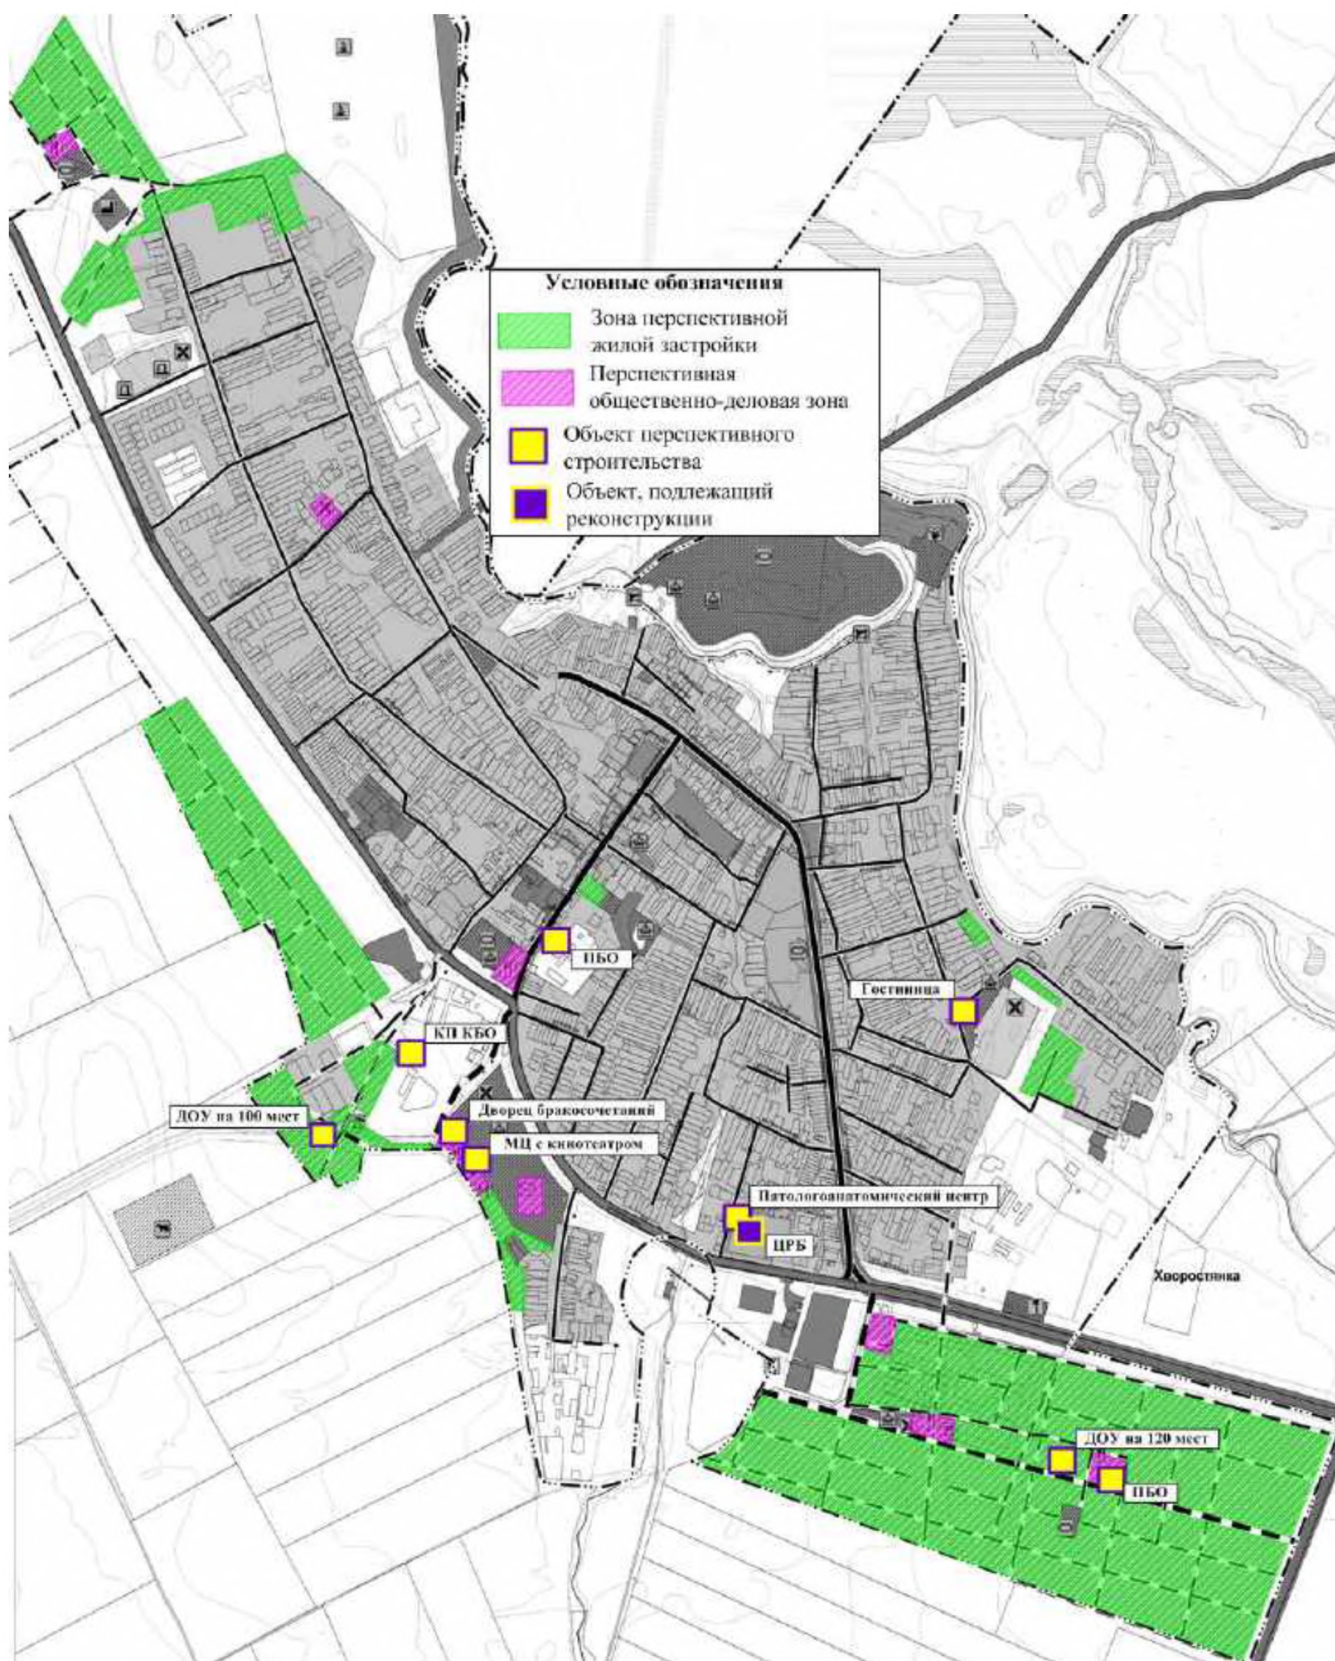 Условные обозначения
Зона перспективной
жилой застройки
Перспективная
общественно-деловая зона
Объект перспективного
строительства
Объект, подлежащий
реконструкции
ПБО
Гостиница
КП КБО
ДОУ на 100 мест
Дворец бракосочетаний
МЦ с кинотеатром
Патологоанатомический центр
ЦРБ
Хворостянка
ДОУ на 120 мест
ПБО